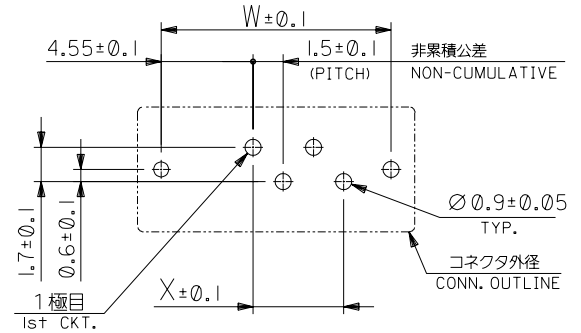 W±0.1
4.55±0.1
1.5±0.1
(PITCH)
非累積公差
NON-CUMULATIVE
1.7±0.1
0.6±0.1
Ø0.9±0.05
TYP.
コネクタ外径
CONN. OUTLINE
X±0.1
1極目
1st CKT.